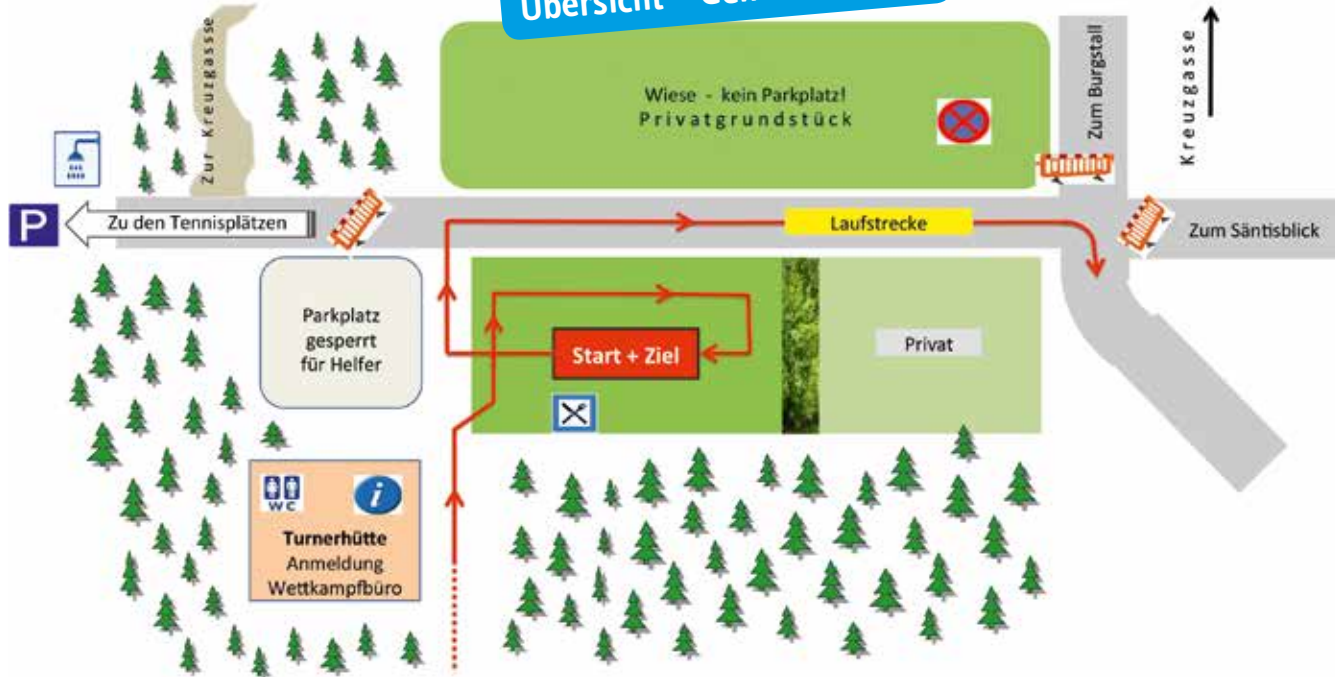 Übersicht
Zur Kreuzgassse
Wiese - kein Parkplatz!
Privatgrundstück
Zum Burgstall
Kreuzgasse
P
Zu den Tennisplätzen
Laufstrecke
Zum Säntisblick
Parkplatz
gesperrt
für Helfer
Start + Ziel
Privat
WC
i
Turnerhütte
Anmeldung
Wettkampfbüro